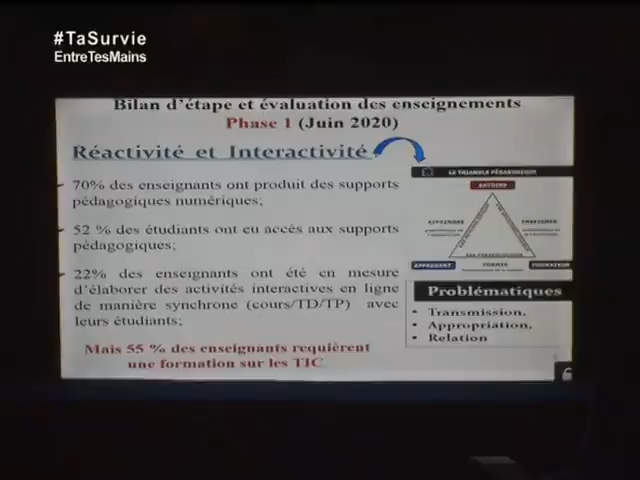 #TaSurvie
EntreTesMains
Bilan d'étape et évaluation des enseignements
Phase 1 (Juin 2020)
Réactivité et Interactivité
70% des enseignants ont produit des supports
pédagogiques numériques;
52 % des étudiants ont eu accès aux supports
pédagogiques;
22% des enseignants ont été en mesure
d'élaborer des activités interactives en ligne
de manière synchrone (cours/TD/TP) avec
leurs étudiants;
Mais 55 % des enseignants requièrent
une formation sur les TIC.
LE TRIANGLE PÉDAGOGIQUE
SAVOIRS
APPRENDRE
ENSEIGNER
APPRENANT
FORMER
FORMATEUR
Problématiques
• Transmission,
• Appropriation,
• Relation